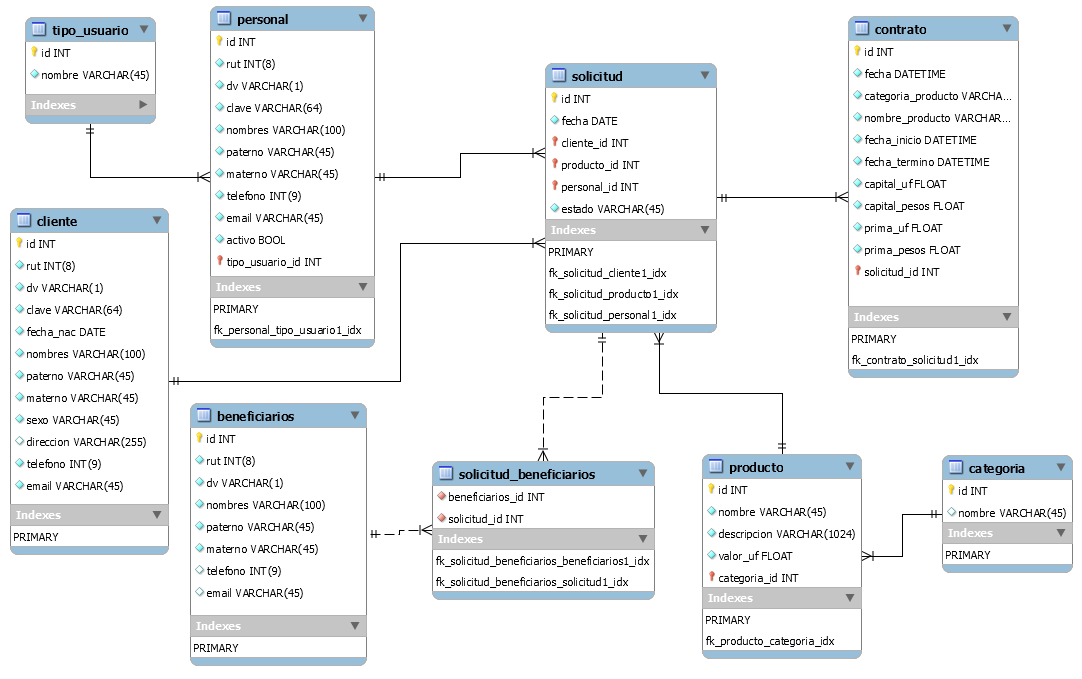 tipo_usuario
id INT
nombre VARCHAR(45)
Indexes
personal
id INT
rut INT(8)
dv VARCHAR(1)
clave VARCHAR(64)
nombres VARCHAR(100)
paterno VARCHAR(45)
materno VARCHAR(45)
telefono INT(9)
email VARCHAR(45)
activo BOOL
tipo_usuario_id INT
Indexes
PRIMARY
fk_personal_tipo_usuario1_idx
solicitud
id INT
fecha DATE
cliente_id INT
producto_id INT
personal_id INT
estado VARCHAR(45)
Indexes
PRIMARY
fk_solicitud_cliente1_idx
fk_solicitud_producto1_idx
fk_solicitud_personal1_idx
contrato
id INT
fecha DATETIME
categoria_producto VARCHA...
nombre_producto VARCHAR...
fecha_inicio DATETIME
fecha_termino DATETIME
capital_uf FLOAT
capital_pesos FLOAT
prima_uf FLOAT
prima_pesos FLOAT
solicitud_id INT
Indexes
PRIMARY
fk_contrato_solicitud1_idx
cliente
id INT
rut INT(8)
dv VARCHAR(1)
clave VARCHAR(64)
fecha_nac DATE
nombres VARCHAR(100)
paterno VARCHAR(45)
materno VARCHAR(45)
sexo VARCHAR(45)
direccion VARCHAR(255)
telefono INT(9)
email VARCHAR(45)
Indexes
PRIMARY
beneficiarios
id INT
rut INT(8)
dv VARCHAR(1)
nombres VARCHAR(100)
paterno VARCHAR(45)
materno VARCHAR(45)
telefono INT(9)
email VARCHAR(45)
Indexes
PRIMARY
solicitud_beneficiarios
beneficiarios_id INT
solicitud_id INT
Indexes
fk_solicitud_beneficiarios_beneficiarios1_idx
fk_solicitud_beneficiarios_solicitud1_idx
producto
id INT
nombre VARCHAR(45)
descripcion VARCHAR(1024)
valor_uf FLOAT
categoria_id INT
Indexes
PRIMARY
fk_producto_categoria_idx
categoria
id INT
nombre VARCHAR(45)
Indexes
PRIMARY